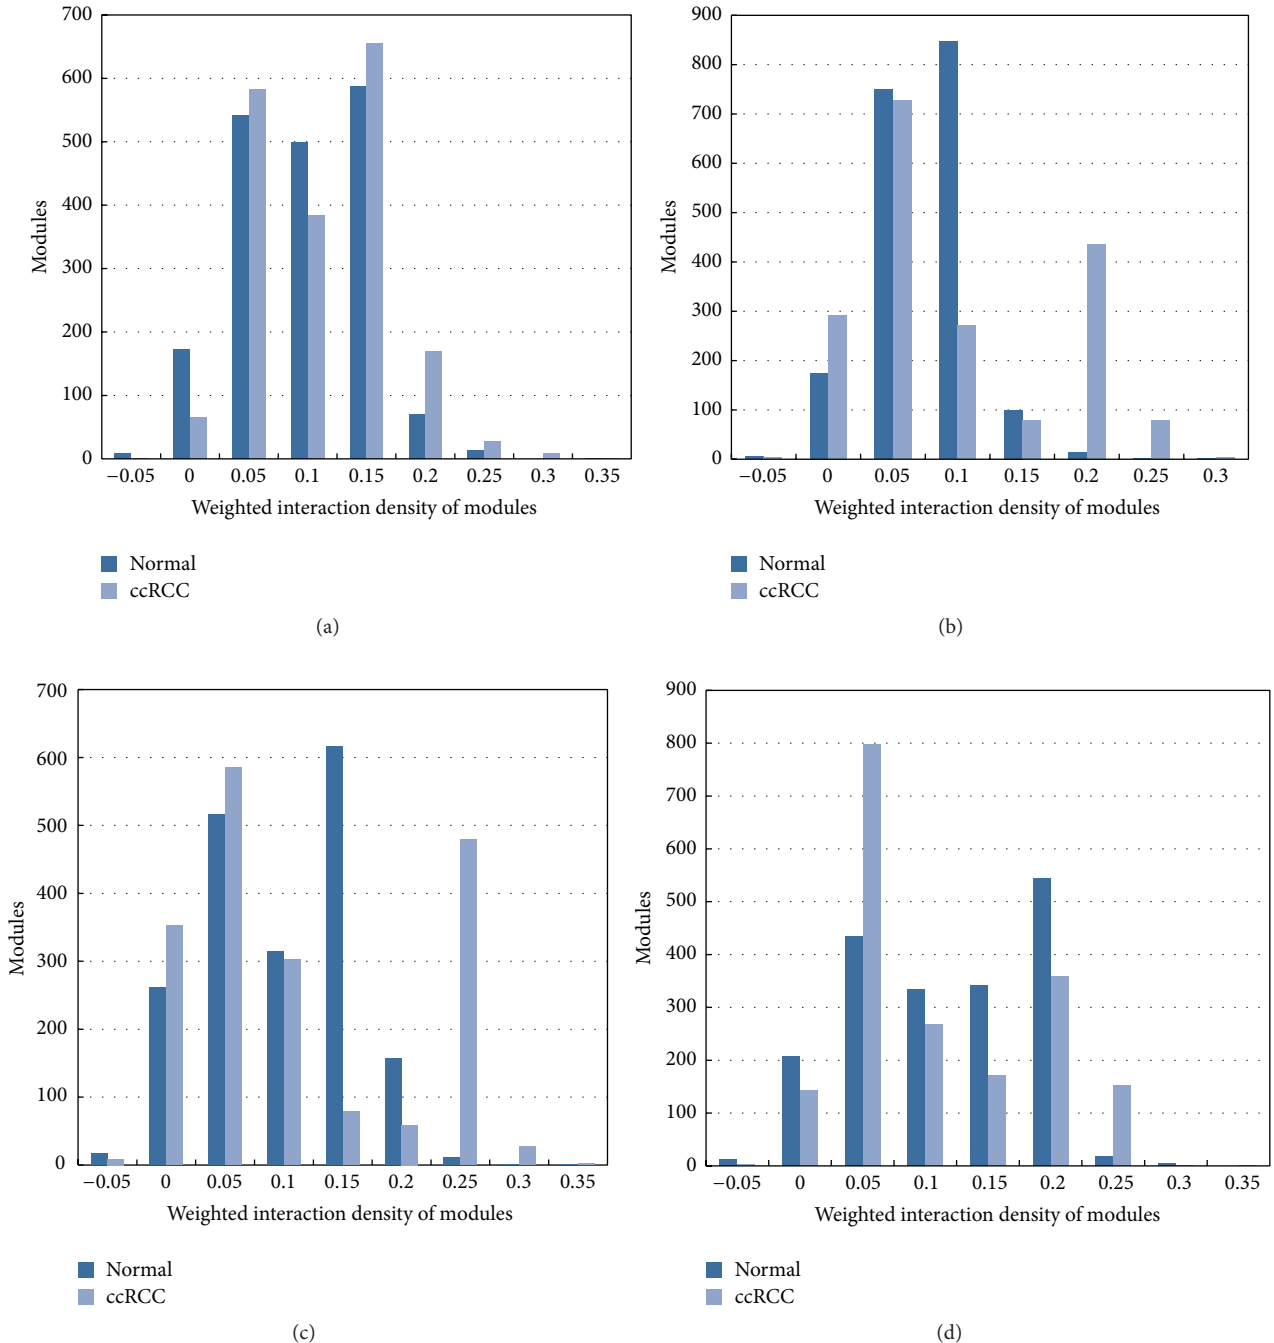 700
600
500
400
300
200
100
0
Modules
−0.05 0 0.05 0.1 0.15 0.2 0.25 0.3 0.35
Weighted interaction density of modules
Normal
ccRCC
(a)
900
800
700
600
500
400
300
200
100
0
Modules
−0.05 0 0.05 0.1 0.15 0.2 0.25 0.3
Weighted interaction density of modules
Normal
ccRCC
(b)
700
600
500
400
300
200
100
0
Modules
−0.05 0 0.05 0.1 0.15 0.2 0.25 0.3 0.35
Weighted interaction density of modules
Normal
ccRCC
(c)
900
800
700
600
500
400
300
200
100
0
Modules
−0.05 0 0.05 0.1 0.15 0.2 0.25 0.3 0.35
Weighted interaction density of modules
Normal
ccRCC
(d)